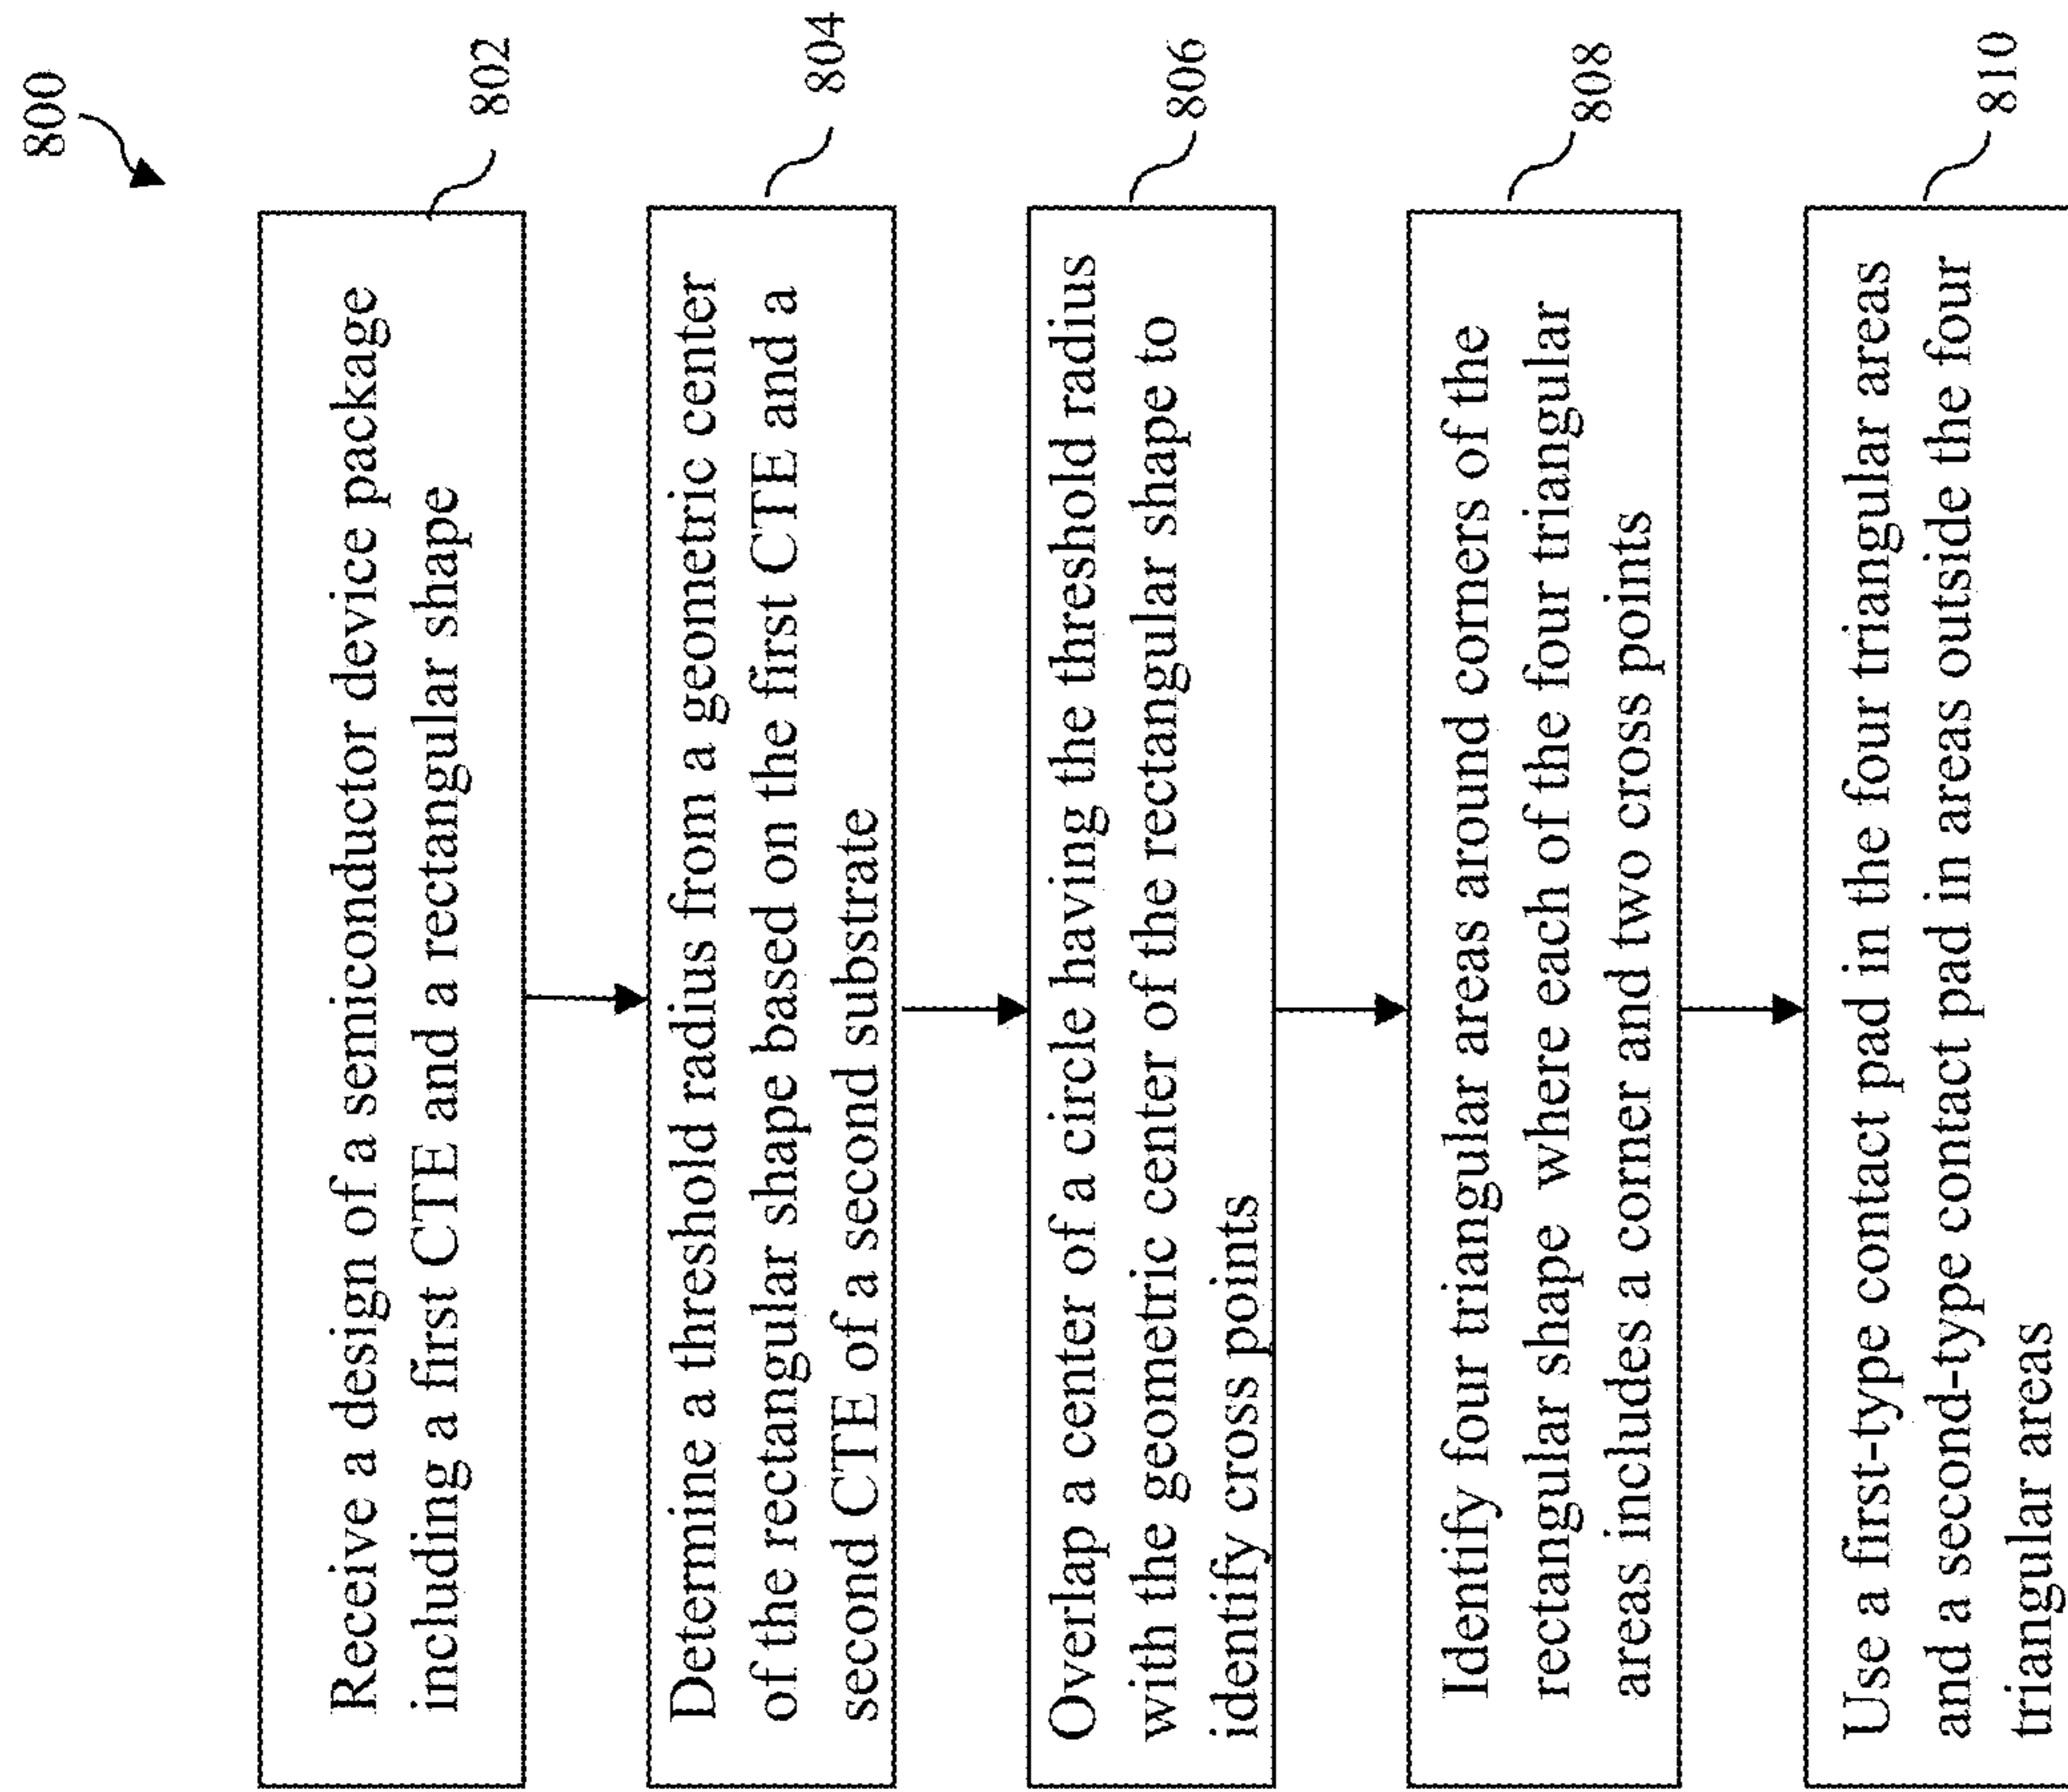 800
Receive a design of a semiconductor device package
including a first CTE and a rectangular shape
802
Determine a threshold radius from a geometric center
of the rectangular shape based on the first CTE and a
second CTE of a second substrate
804
Overlap a center of a circle having the threshold radius
with the geometric center of the rectangular shape to
identify cross points
806
Identify four triangular areas around corners of the
rectangular shape where each of the four triangular
areas includes a corner and two cross points
808
Use a first-type contact pad in the four triangular areas
and a second-type contact pad in areas outside the four
triangular areas
810